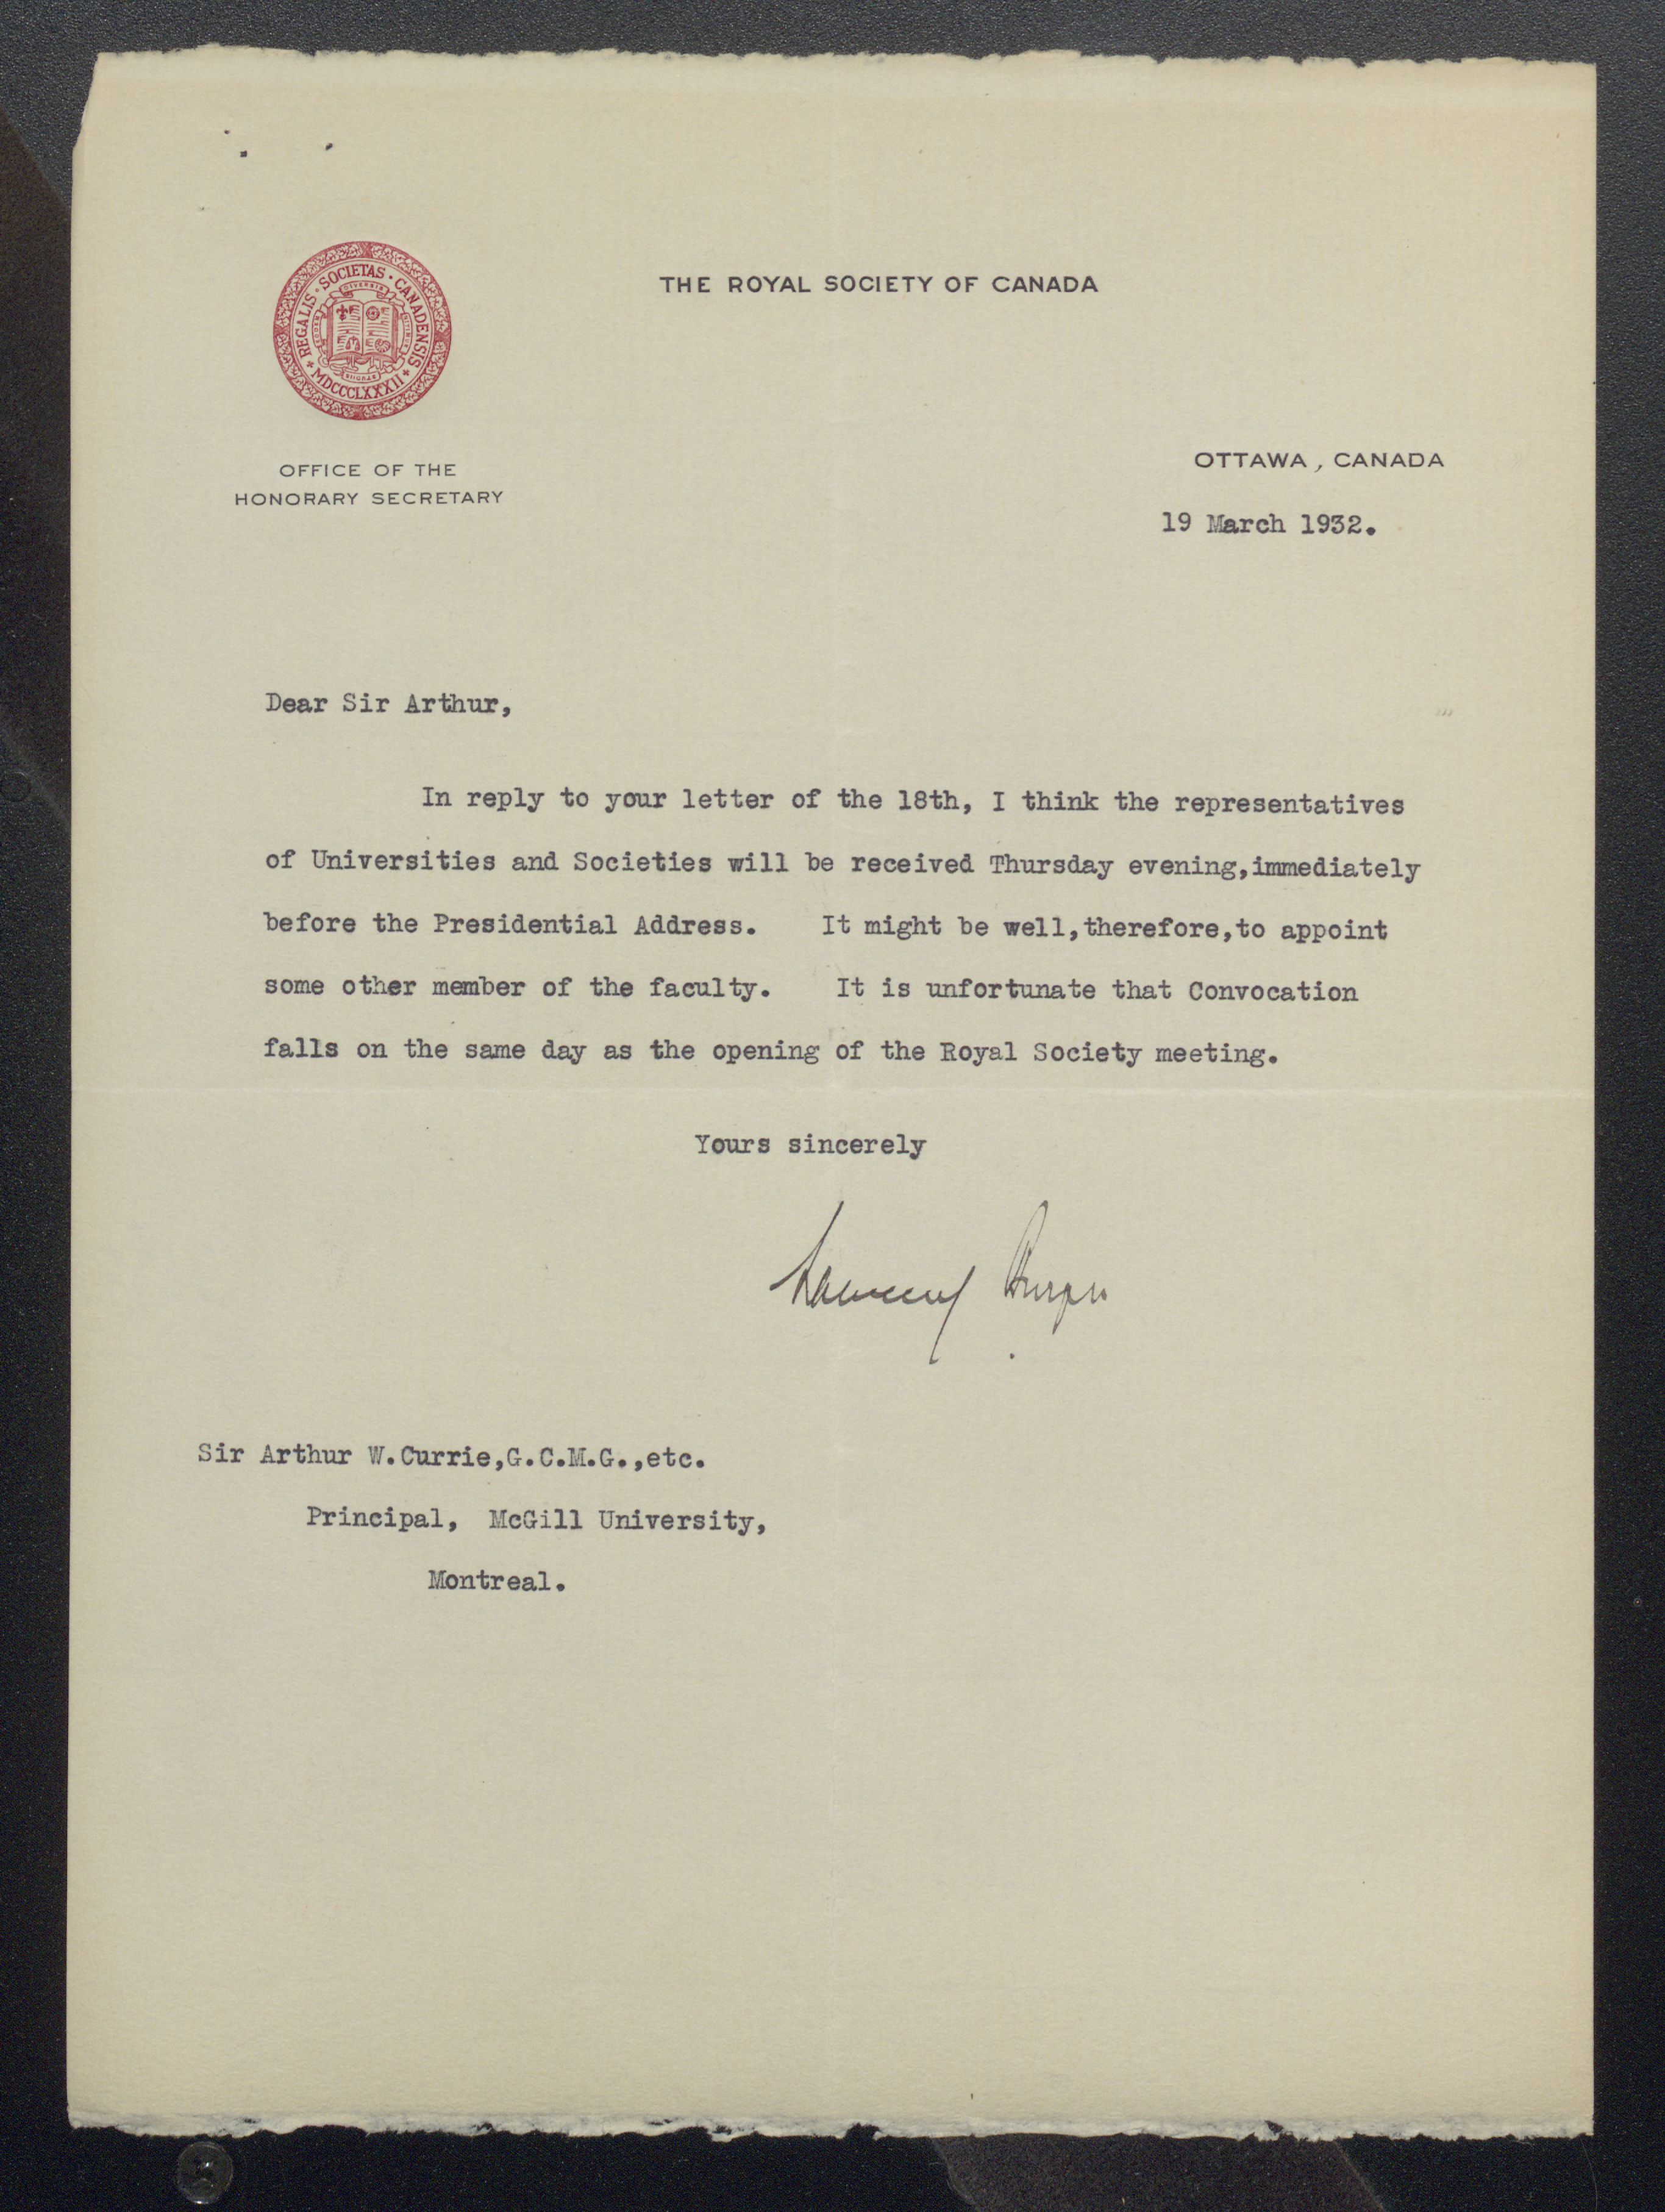 REGALIS · SOCIETAS · CANADENSIS
MDCCCLXXXII
THE ROYAL SOCIETY OF CANADA
OFFICE OF THE
HONORARY SECRETARY
OTTAWA, CANADA
19 March 1932.
Dear Sir Arthur,
In reply to your letter of the 18th, I think the representatives
of Universities and Societies will be received Thursday evening,immediately
before the Presidential Address. It might be well,therefore,to appoint
some other member of the faculty. It is unfortunate that Convocation
falls on the same day as the opening of the Royal Society meeting.
Yours sincerely
Sir Arthur W.Currie,G.C.M.G.,etc.
Principal, McGill University,
Montreal.